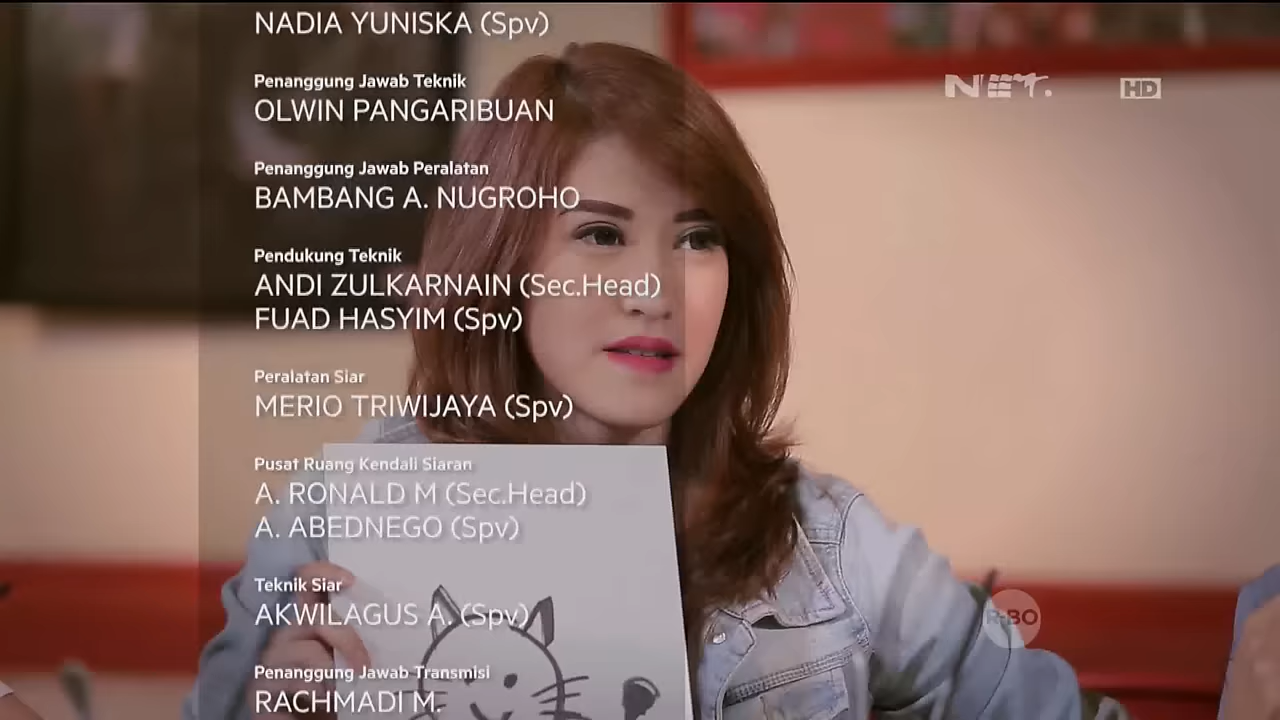 NADIA YUNISKA (Spv)
NET.
HD
Penanggung Jawab Teknik
OLWIN PANGARIBUAN
Penanggung Jawab Peralatan
BAMBANG A. NUGROHO
Pendukung Teknik
ANDI ZULKARNAIN (Sec.Head)
FUAD HASYIM (Spv)
Peralatan Siar
MERIO TRIWIJAYA (Spv)
Pusat Ruang Kendali Siaran
A. RONALD M (Sec.Head)
A. ABEDNEGO (Spv)
Teknik Siar
AKWILAGUS A. (Spv)
R-BO
Penanggung Jawab Transmisi
RACHMADI M.